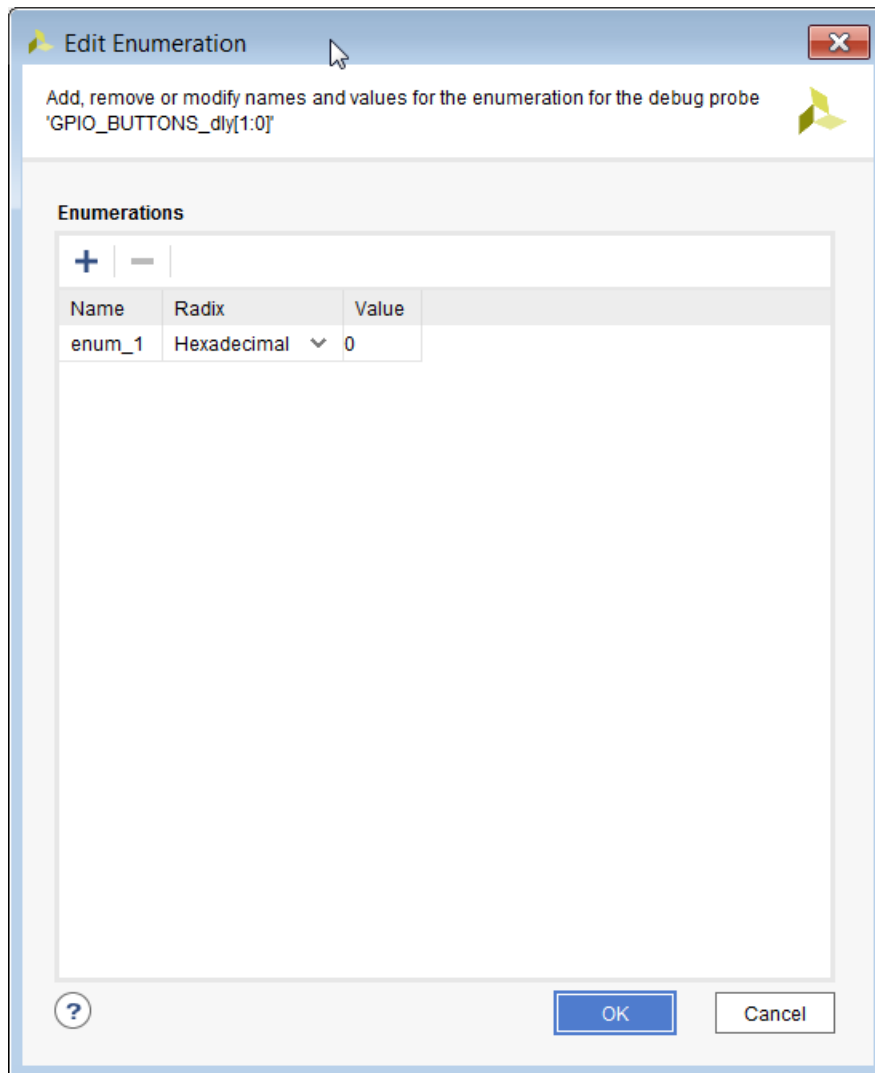 Edit Enumeration
Add, remove or modify names and values for the enumeration for the debug probe
'GPIO_BUTTONS_dly[1:0]'
Enumerations
Name Radix Value
enum_1 Hexadecimal 0
?
OK Cancel